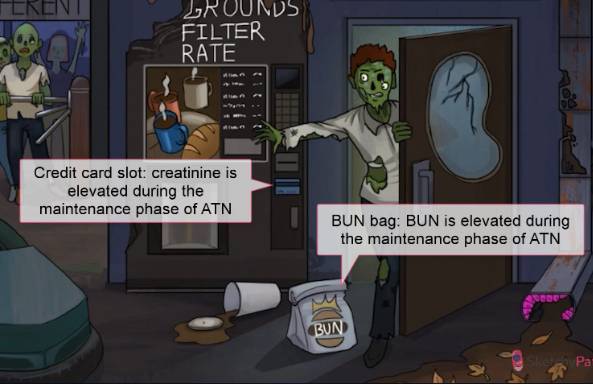 FERENT
GROUNDS
FILTER
RATE
Credit card slot: creatinine is
elevated during the
maintenance phase of ATN
BUN bag: BUN is elevated during
the maintenance phase of ATN
BUN
SketchyPa